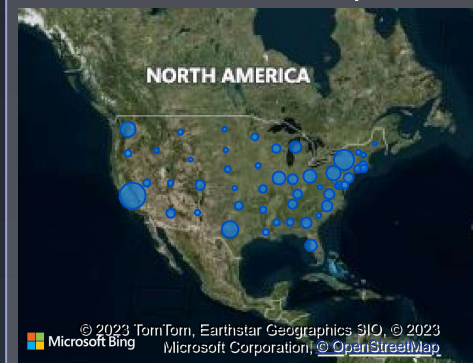 NORTH AMERICA
© 2023 TomTom, Earthstar Geographics SIO, © 2023
Microsoft Bing
Microsoft Corporation, © OpenStreetMap